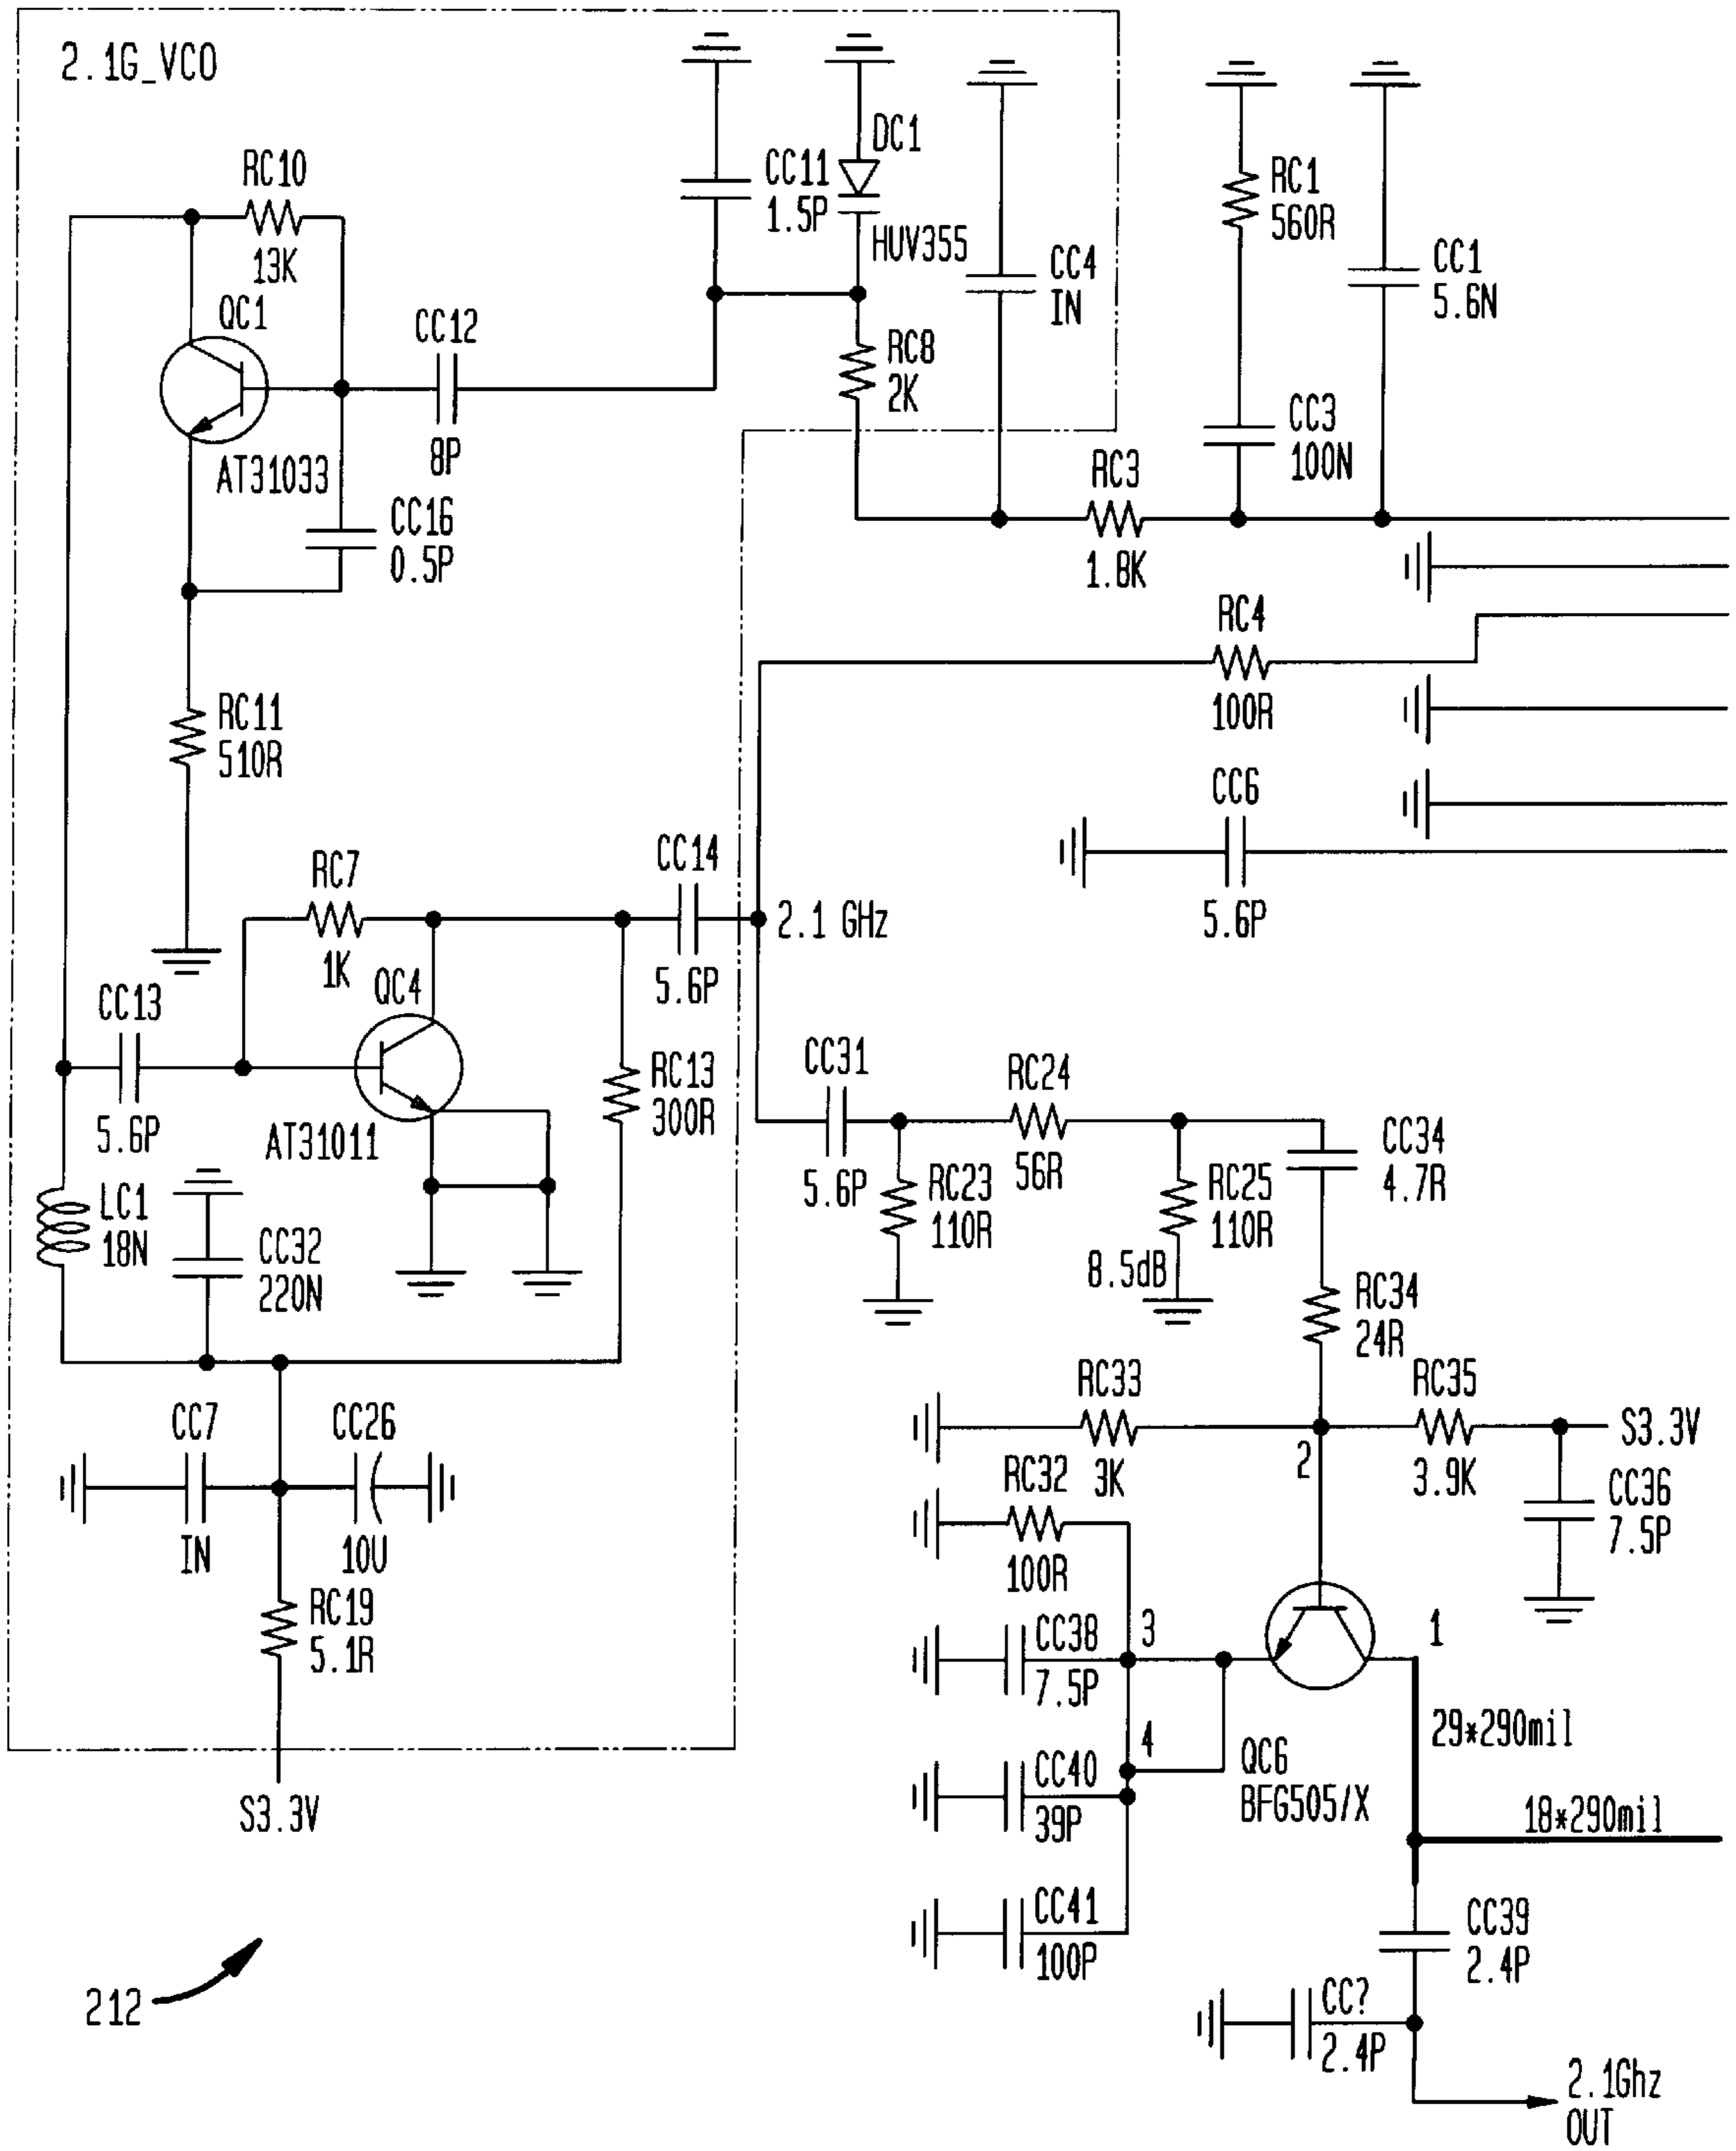 2.1G_VCO
RC10
13K
QC1
AT31033
CC12
8P
CC16
0.5P
CC11
1.5P
DC1
HUV355
CC4
IN
RC8
2K
RC1
560R
CC1
5.6N
CC3
100N
RC3
1.8K
RC4
100R
CC6
5.6P
RC11
510R
RC7
1K
QC4
AT31011
CC14
5.6P
2.1 GHz
CC13
5.6P
RC13
300R
LC1
18N
CC32
220N
CC31
5.6P
RC24
56R
RC23
110R
RC25
110R
8.5dB
CC34
4.7R
RC34
24R
CC7
IN
CC26
10U
RC19
5.1R
S3.3V
RC33
3K
2
RC35
3.9K
S3.3V
CC36
7.5P
RC32
100R
CC38
7.5P
3
1
4
CC40
39P
QC6
BFG505/X
29*290mil
18*290mil
CC41
100P
CC39
2.4P
CC?
2.4P
2.1Ghz
OUT
212